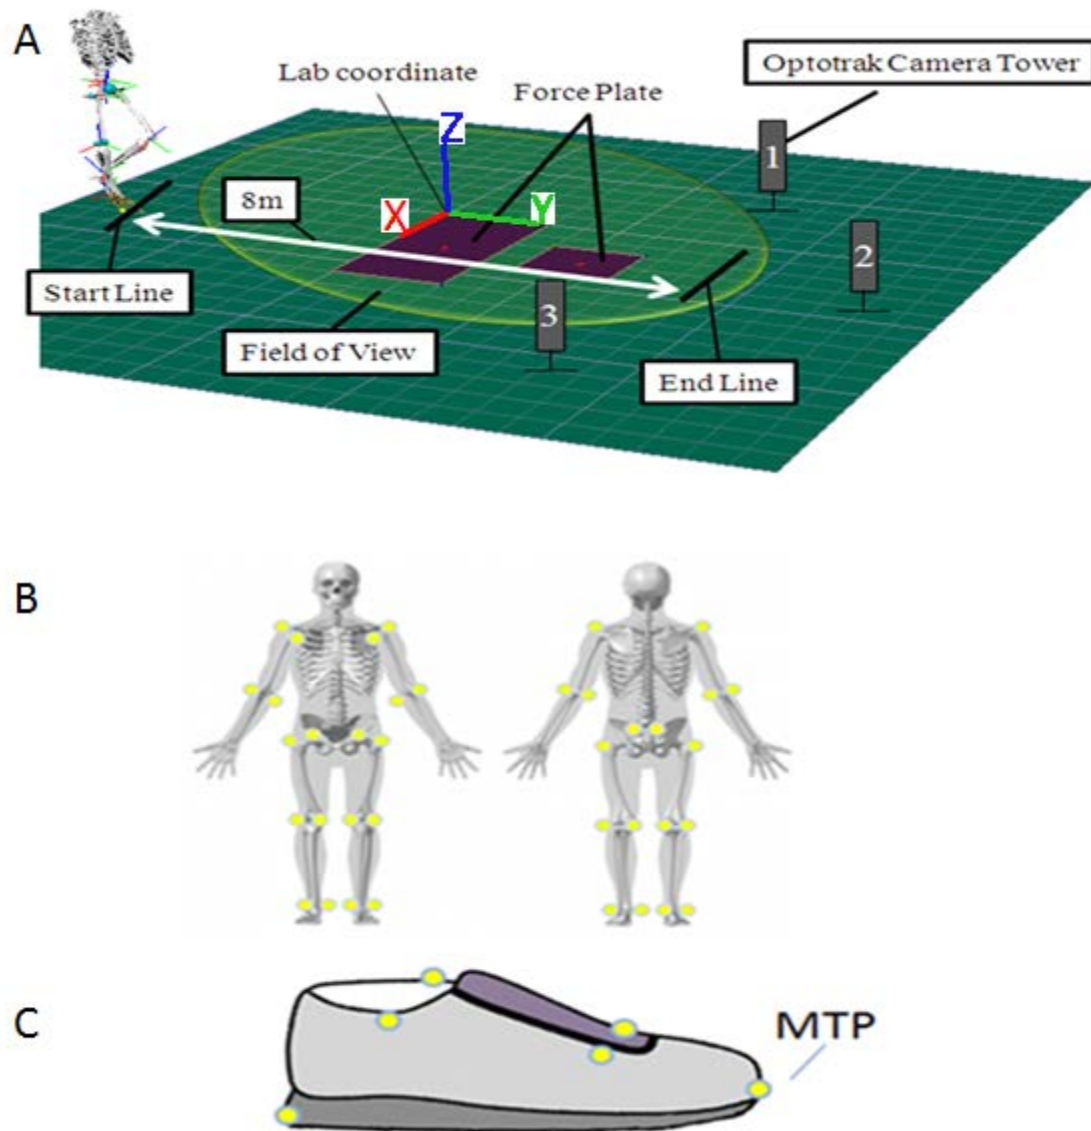 A
Optotrak Camera Tower
Lab coordinate
Force Plate
Z
1
8m
X
Y
2
Start Line
3
Field of View
End Line
B
C
MTP